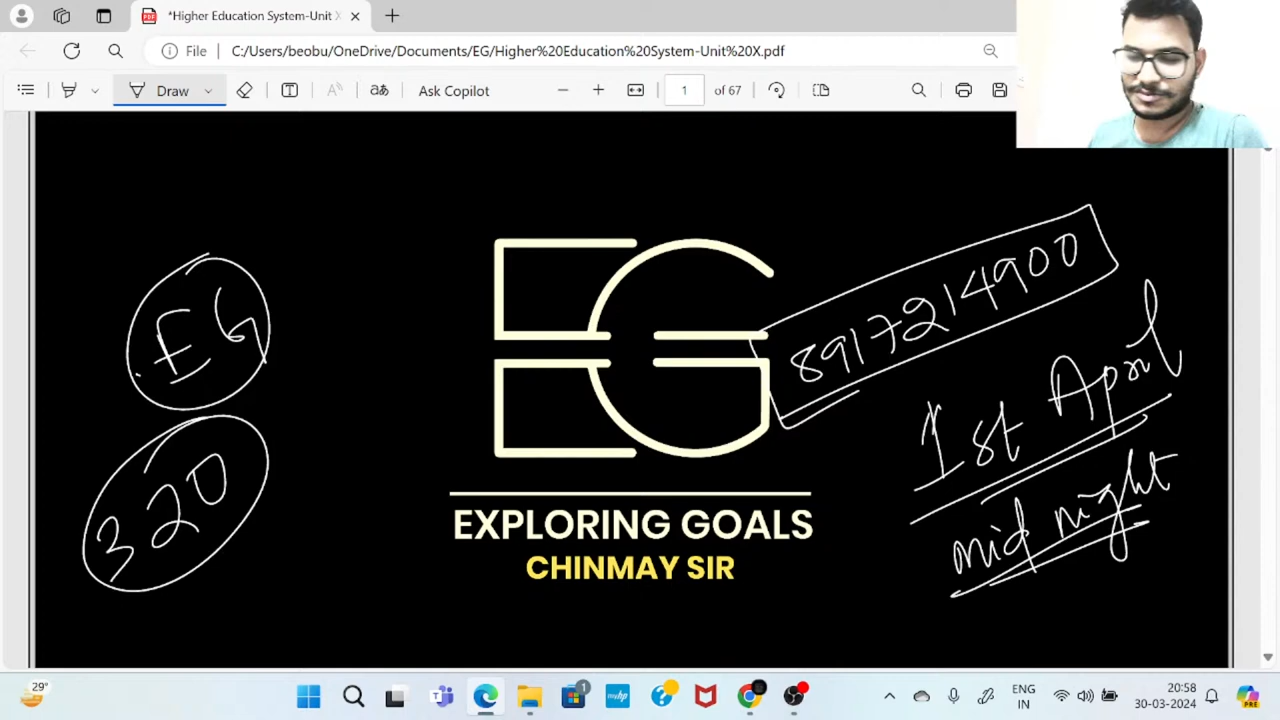 *Higher Education System-Unit X
File
C:/Users/beobu/OneDrive/Documents/EG/Higher%20Education%20System-Unit%20X.pdf
Draw
Ask Copilot
1 of 67
EG
320
EG
EXPLORING GOALS
CHINMAY SIR
8917214900
1st April
mid night
29°
ENG
IN
20:58
30-03-2024